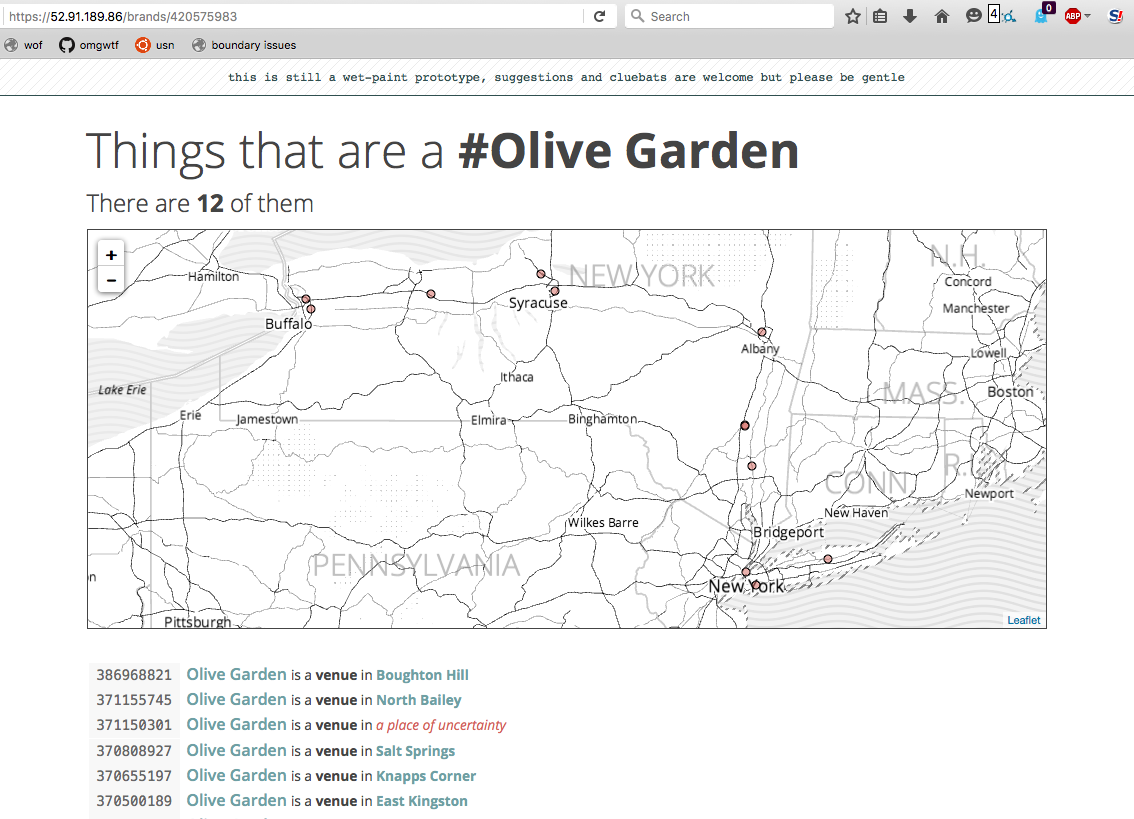 https://52.91.189.86/brands/420575983
Search
4
0
ABP
S!
wof
omgwtf
usn
boundary issues
this is still a wet-paint prototype, suggestions and cluebats are welcome but please be gentle
Things that are a #Olive Garden
There are 12 of them
+
−
Hamilton
Buffalo
Lake Erie
Erie
Jamestown
Syracuse
NEW YORK
Ithaca
Elmira
Binghamton
Albany
N.H.
Concord
Manchester
Lowell
MASS.
Boston
CONN
R.I.
Newport
New Haven
Bridgeport
New York
Wilkes Barre
PENNSYLVANIA
Pittsburgh
Leaflet
386968821 Olive Garden is a venue in Boughton Hill
371155745 Olive Garden is a venue in North Bailey
371150301 Olive Garden is a venue in a place of uncertainty
370808927 Olive Garden is a venue in Salt Springs
370655197 Olive Garden is a venue in Knapps Corner
370500189 Olive Garden is a venue in East Kingston